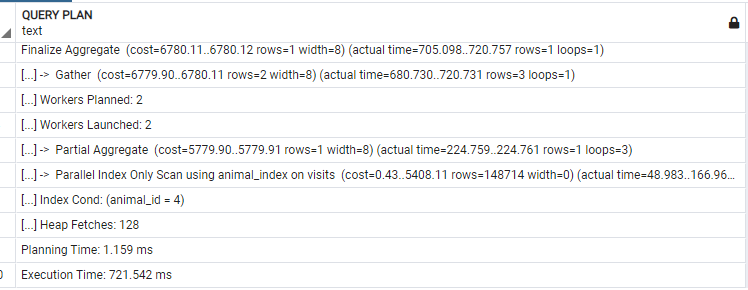 QUERY PLAN
text
Finalize Aggregate (cost=6780.11..6780.12 rows=1 width=8) (actual time=705.098..720.757 rows=1 loops=1)
[...] -> Gather (cost=6779.90..6780.11 rows=2 width=8) (actual time=680.730..720.731 rows=3 loops=1)
[...] Workers Planned: 2
[...] Workers Launched: 2
[...] -> Partial Aggregate (cost=5779.90..5779.91 rows=1 width=8) (actual time=224.759..224.761 rows=1 loops=3)
[...] -> Parallel Index Only Scan using animal_index on visits (cost=0.43..5408.11 rows=148714 width=0) (actual time=48.983..166.96...
[...] Index Cond: (animal_id = 4)
[...] Heap Fetches: 128
Planning Time: 1.159 ms
Execution Time: 721.542 ms